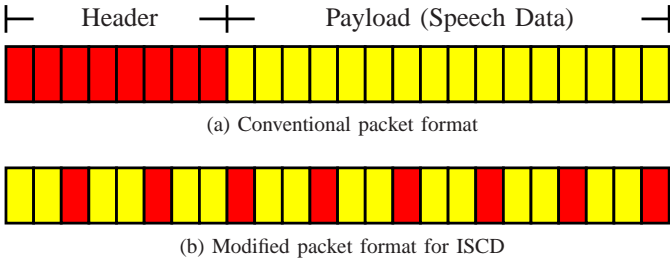 Header Payload (Speech Data)
(a) Conventional packet format
(b) Modified packet format for ISCD